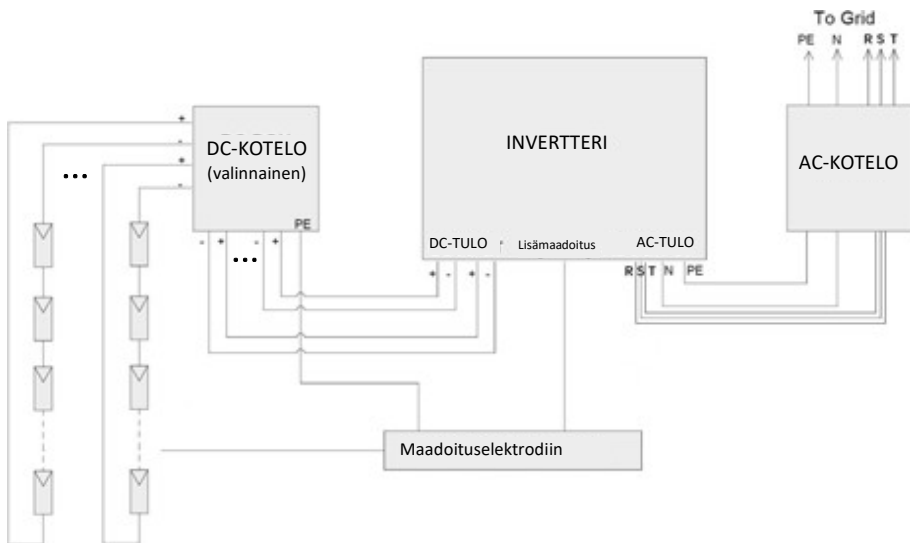 To Grid
PE N R S T
+
-
+
-
...
DC-KOTELO
(valinnainen)
PE
INVERTTERI
AC-KOTELO
- + - +
...
DC-TULO Lisämaadoitus AC-TULO
+ - + -
R S T N PE
Maadoituselektrodiin